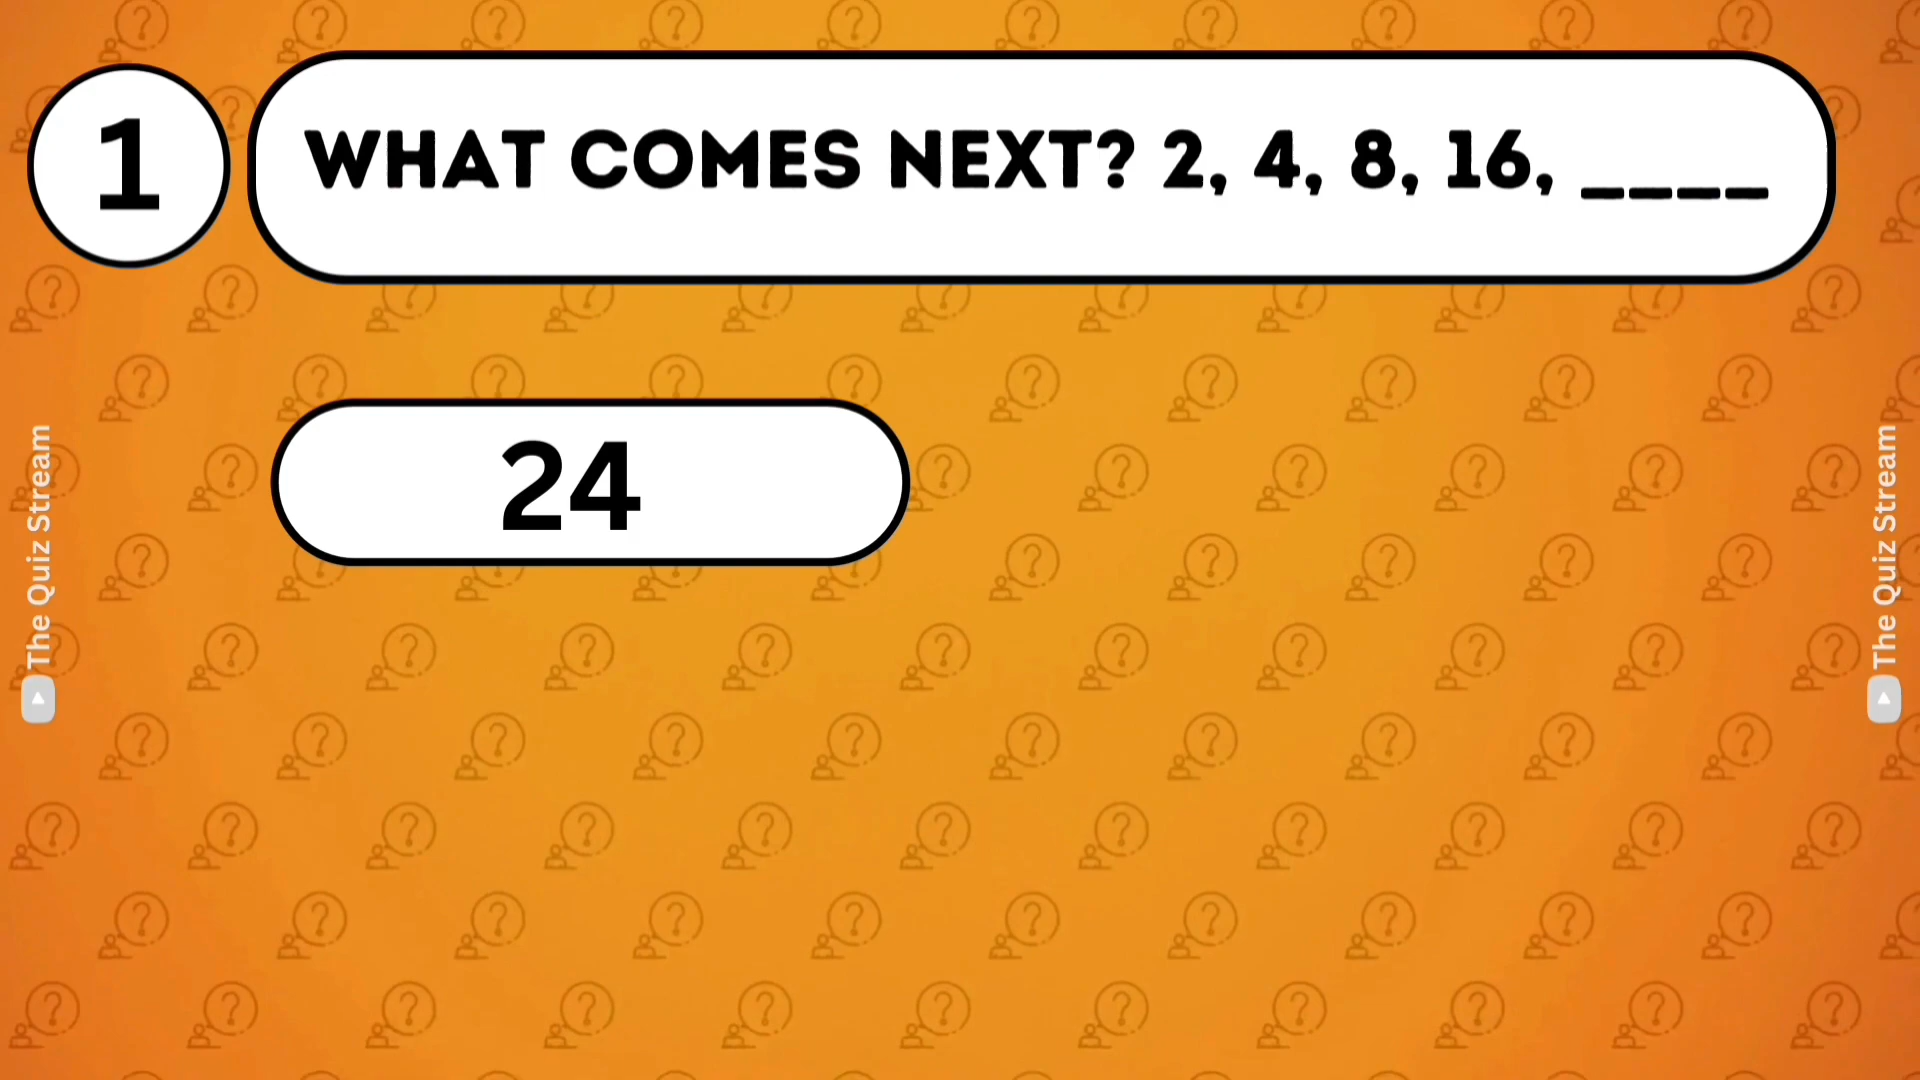 1
WHAT COMES NEXT? 2, 4, 8, 16, ____
24
The Quiz Stream
The Quiz Stream